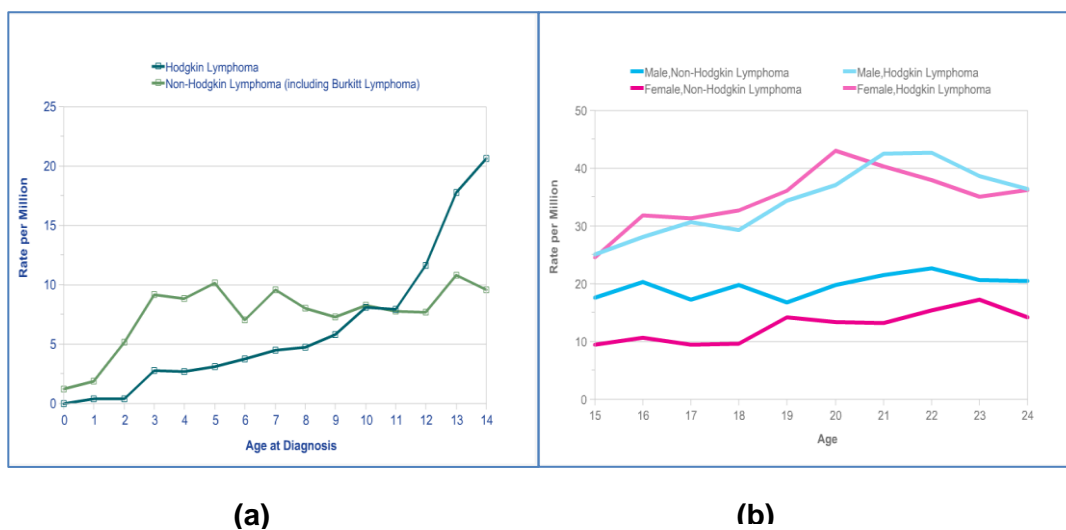 Hodgkin Lymphoma
Non-Hodgkin Lymphoma (including Burkitt Lymphoma)
Rate per Million
25
20
15
10
5
0
0 1 2 3 4 5 6 7 8 9 10 11 12 13 14
Age at Diagnosis
(a)
Male,Non-Hodgkin Lymphoma Male,Hodgkin Lymphoma
Female,Non-Hodgkin Lymphoma Female,Hodgkin Lymphoma
Rate per Million
50
40
30
20
10
0
15 16 17 18 19 20 21 22 23 24
Age
(b)